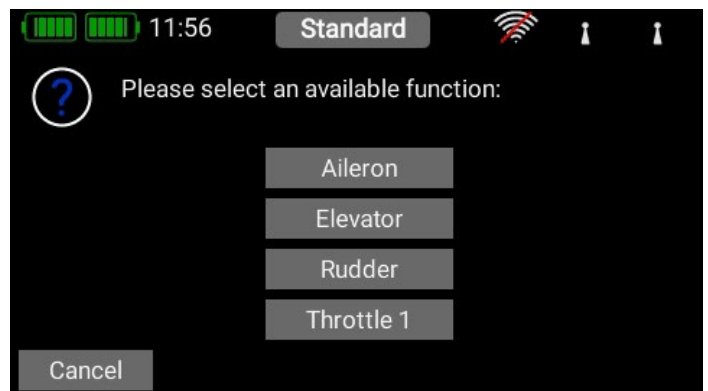 11:56 Standard
?
Please select an available function:
Aileron
Elevator
Rudder
Throttle 1
Cancel